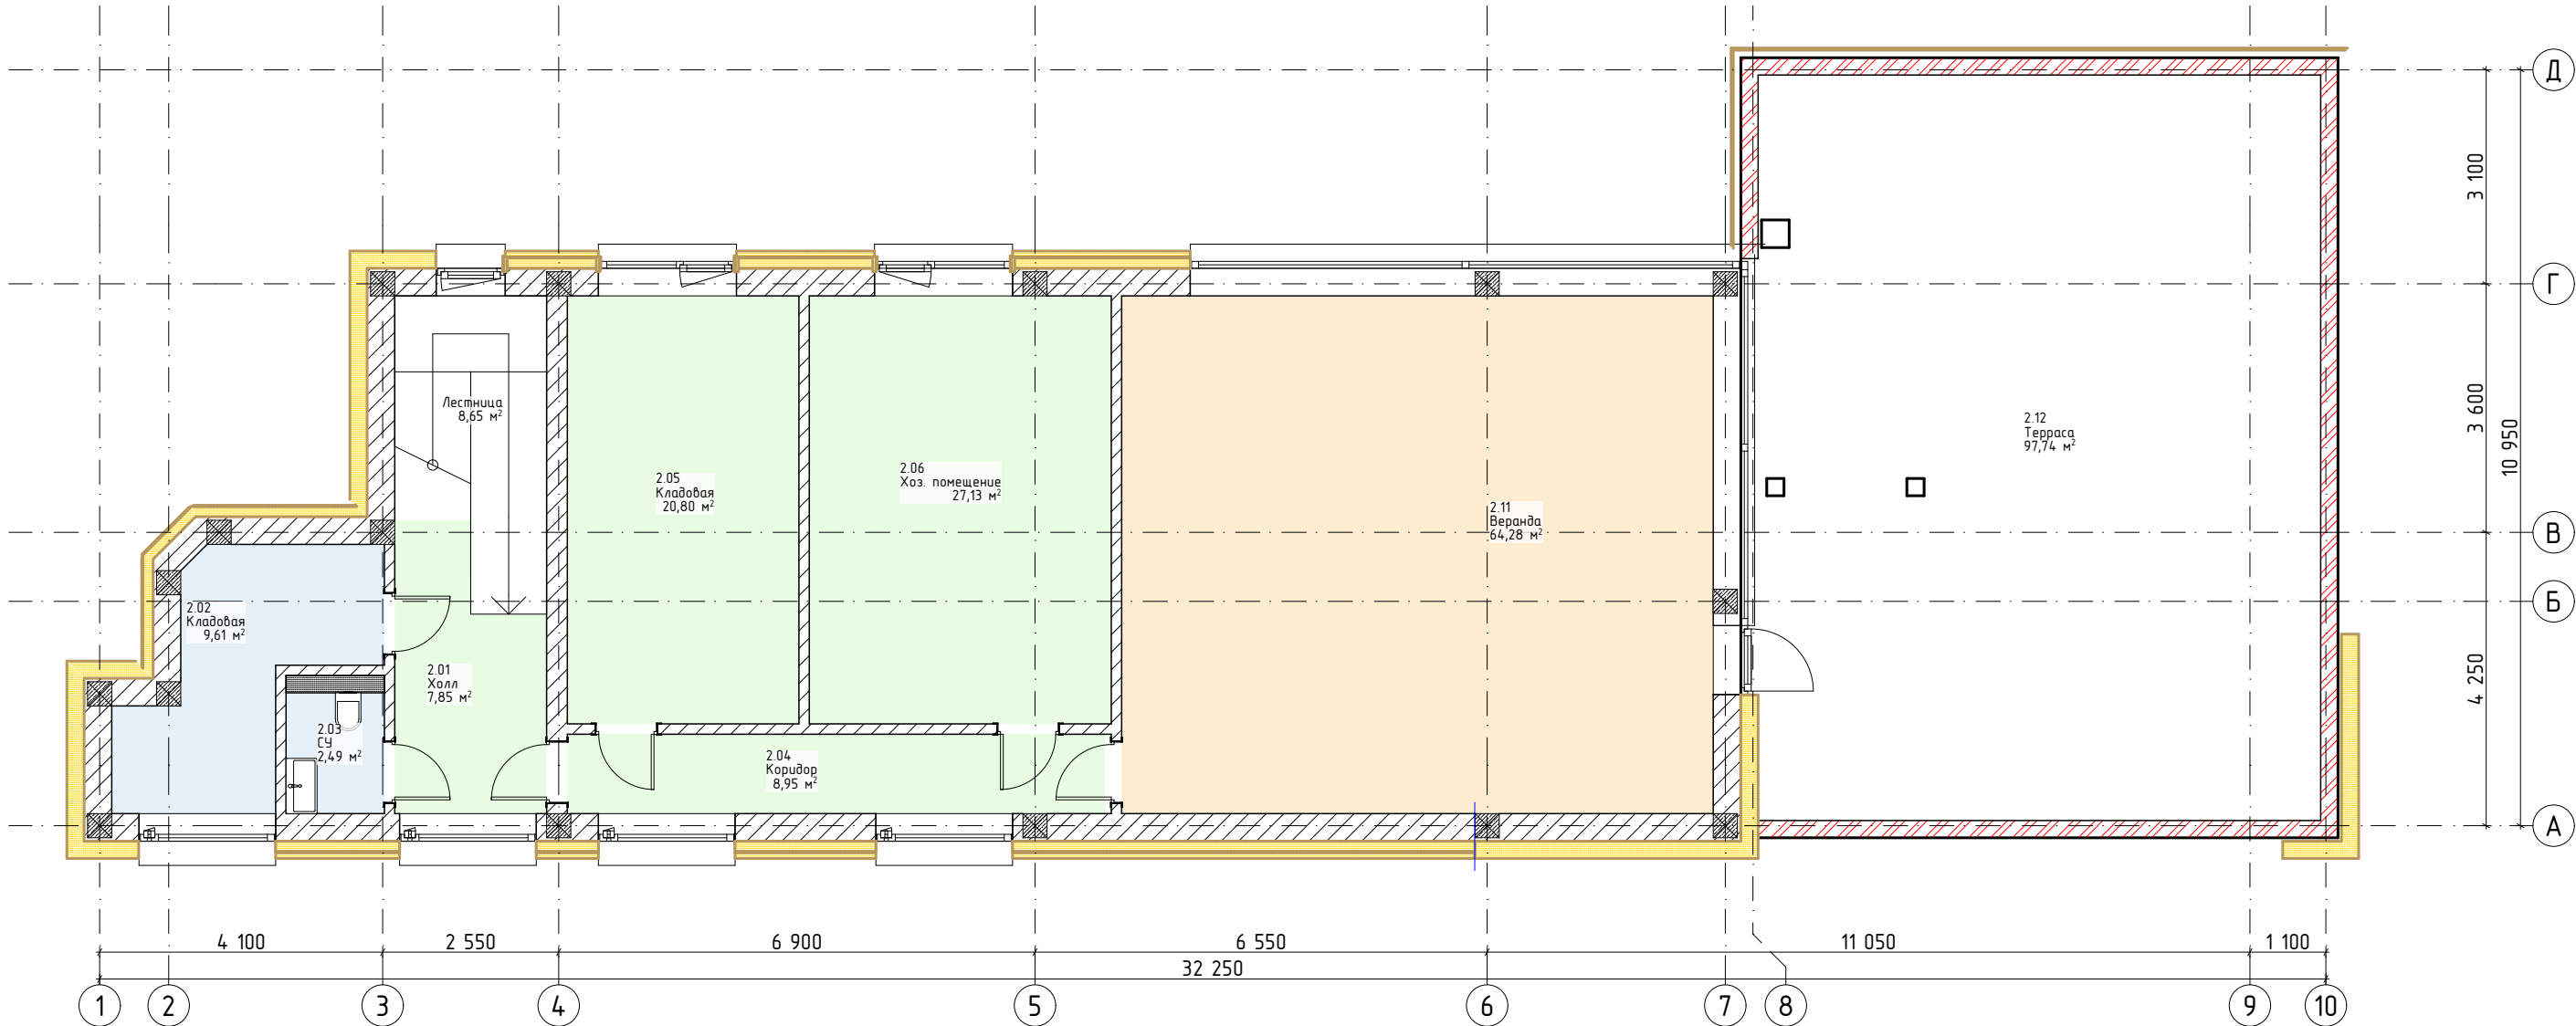 Д
3 100
Г
Лестница
8,65 м²
3 600
2.12
Терраса
97,74 м²
10 950
2.05
Кладовая
20,80 м²
2.06
Хоз. помещение
27,13 м²
2.11
Веранда
64,28 м²
В
Б
2.02
Кладовая
9,61 м²
2.01
Холл
7,85 м²
4 250
2.03
СУ
2,49 м²
2.04
Коридор
8,95 м²
А
4 100
2 550
6 900
6 550
11 050
1 100
32 250
1
2
3
4
5
6
7
8
9
10